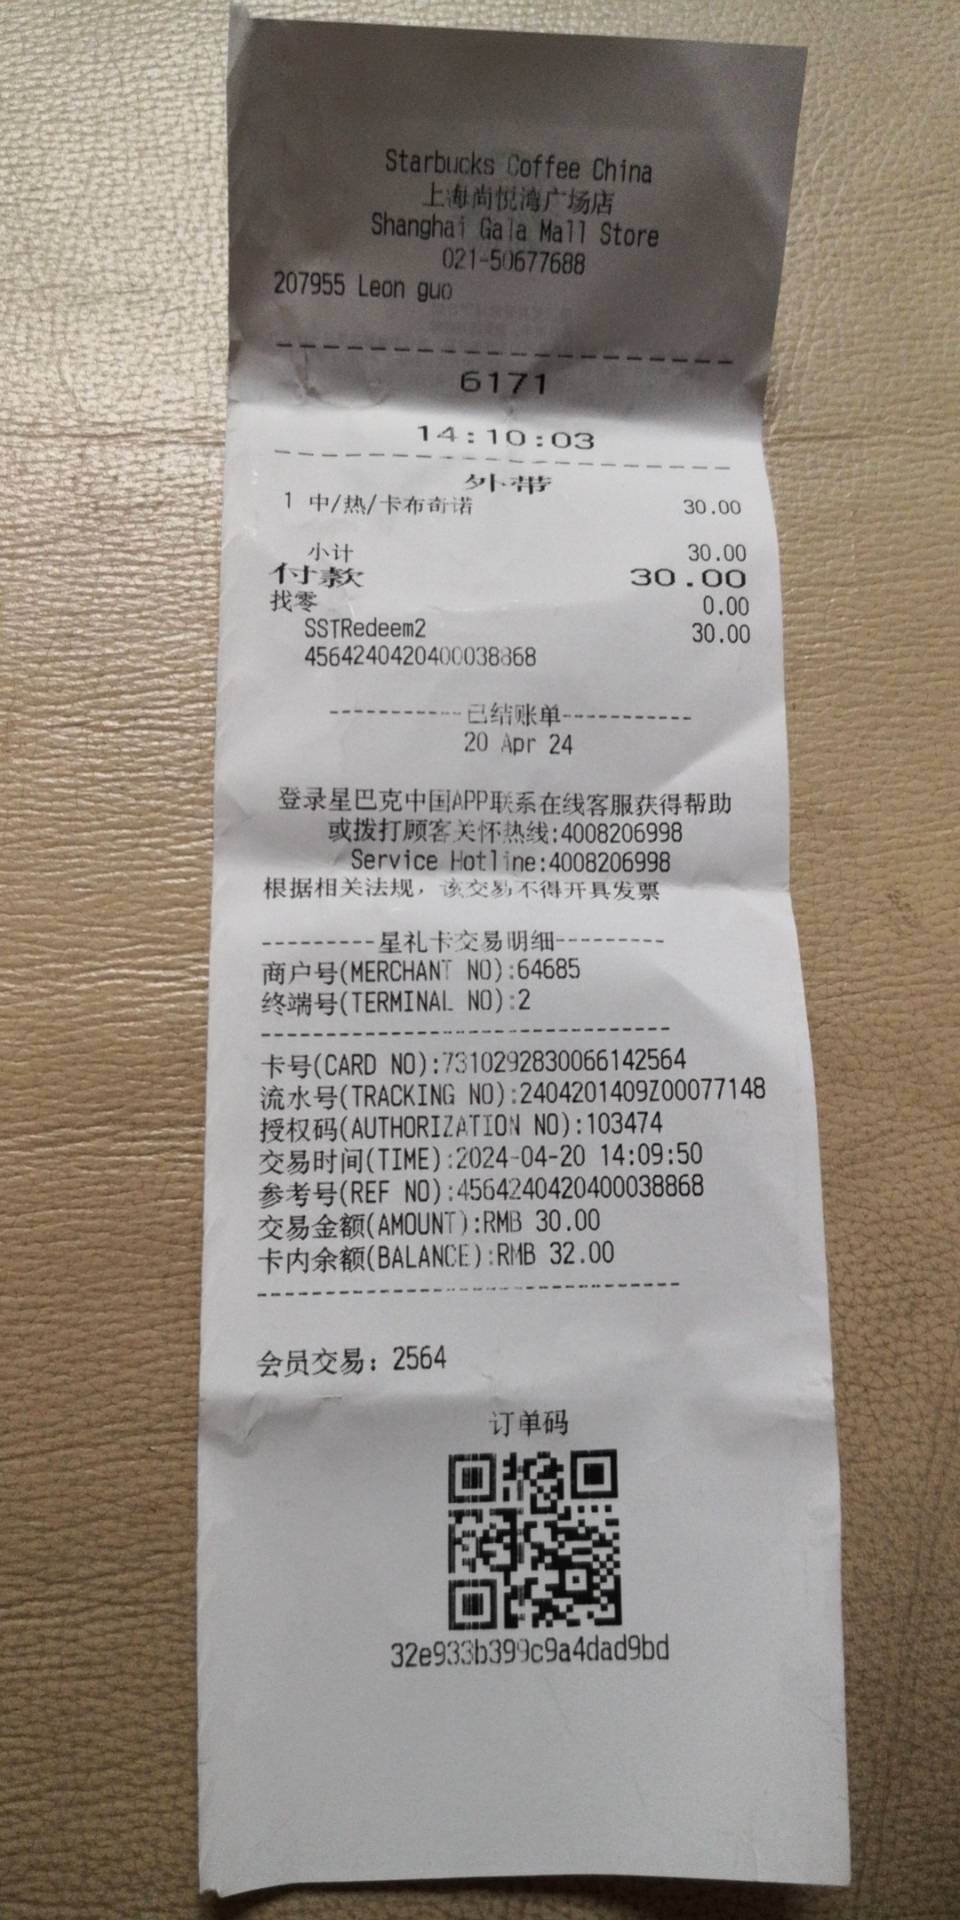 Starbucks Coffee China
上海尚悦湾广场店
Shanghai Gala Mall Store
021-50677688
207955 Leon guo
6171
14:10:03
外带
1 中/热/卡布奇诺 30.00
小计 30.00
付款 30.00
找零 0.00
SSTRedeem2 30.00
4564240420400038868
----------已结账单-----------
20 Apr 24
登录星巴克中国APP联系在线客服获得帮助
或拨打顾客关怀热线:4008206998
Service Hotline:4008206998
根据相关法规，该交易不得开具发票
---------星礼卡交易明细---------
商户号(MERCHANT NO):64685
终端号(TERMINAL NO):2
卡号(CARD NO):7310292830066142564
流水号(TRACKING NO):2404201409Z00077148
授权码(AUTHORIZATION NO):103474
交易时间(TIME):2024-04-20 14:09:50
参考号(REF NO):4564240420400038868
交易金额(AMOUNT):RMB 30.00
卡内余额(BALANCE):RMB 32.00
会员交易: 2564
订单码
32e933b399c9a4dad9bd